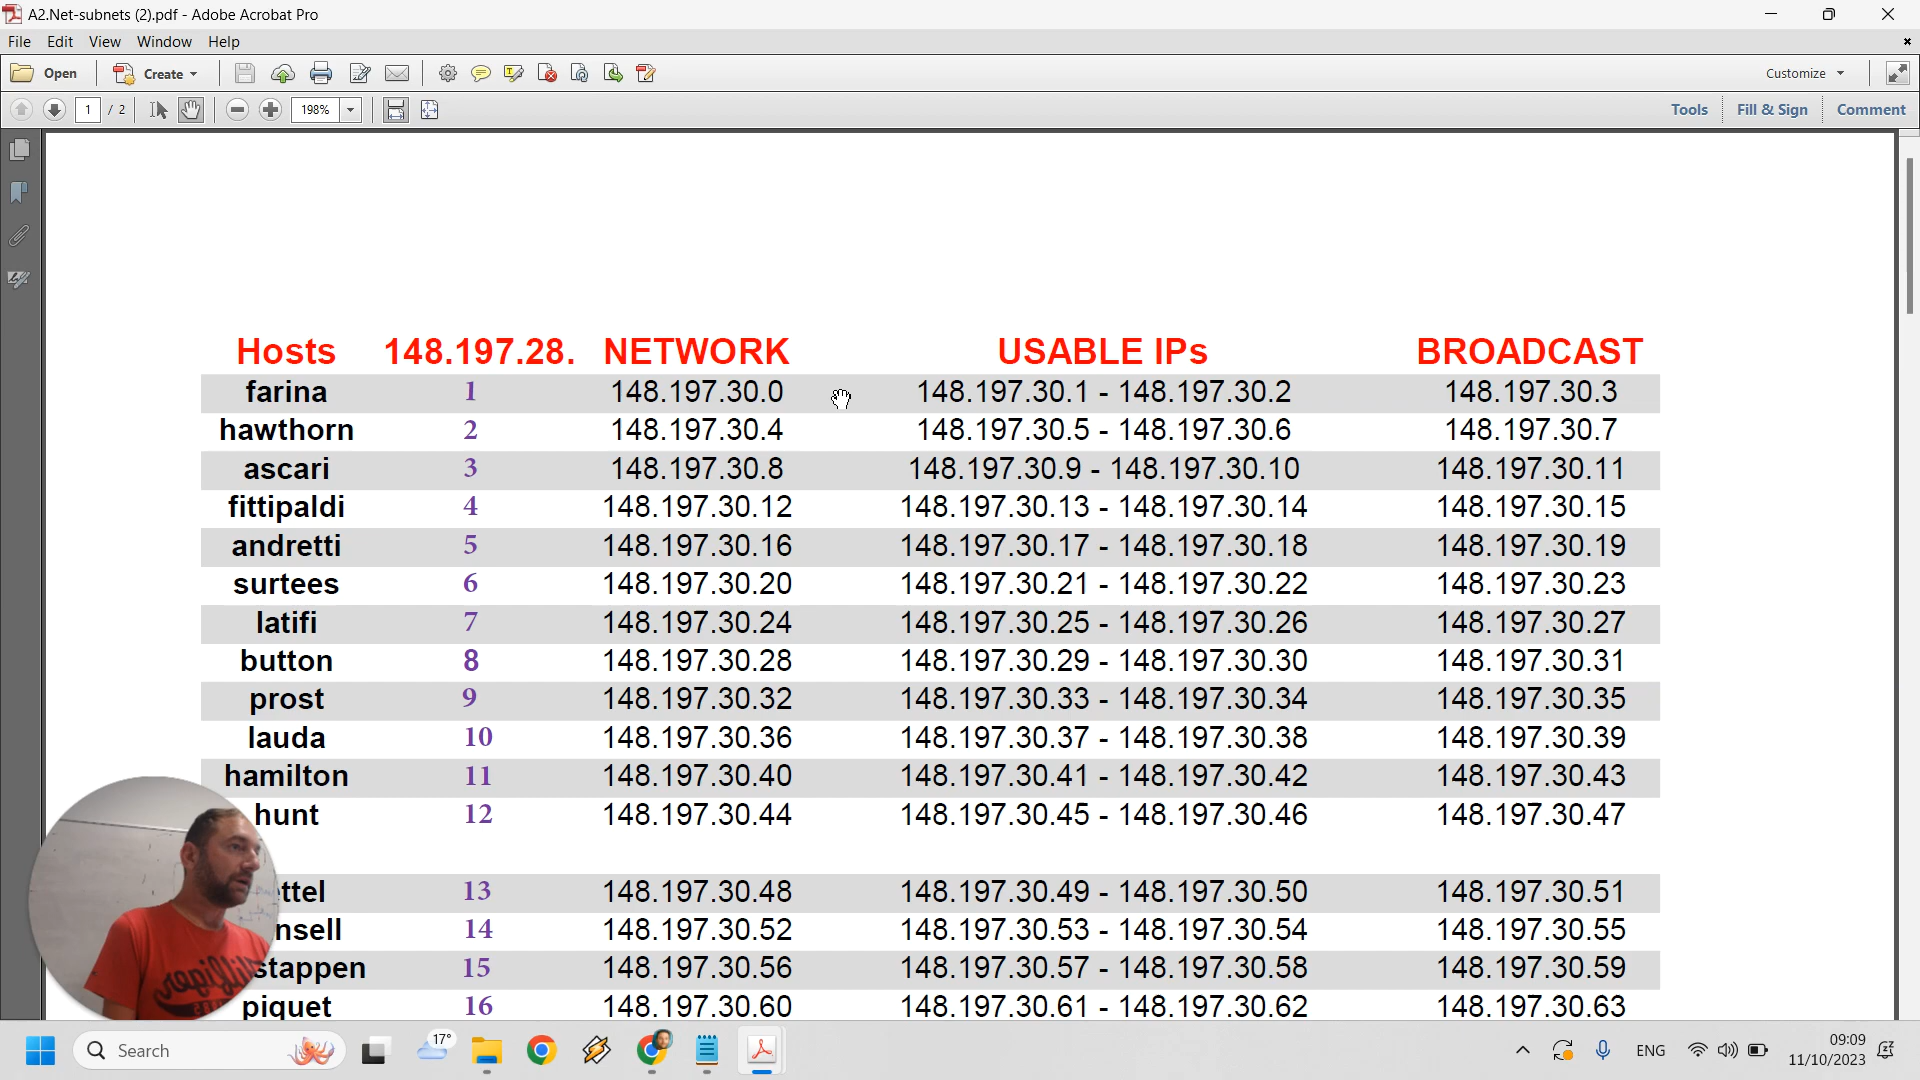 A2.Net-subnets (2).pdf - Adobe Acrobat Pro
File Edit View Window Help
Open Create Customize
1 / 2 198% Tools Fill & Sign Comment
Hosts 148.197.28. NETWORK USABLE IPs BROADCAST
farina 1 148.197.30.0 148.197.30.1 - 148.197.30.2 148.197.30.3
hawthorn 2 148.197.30.4 148.197.30.5 - 148.197.30.6 148.197.30.7
ascari 3 148.197.30.8 148.197.30.9 - 148.197.30.10 148.197.30.11
fittipaldi 4 148.197.30.12 148.197.30.13 - 148.197.30.14 148.197.30.15
andretti 5 148.197.30.16 148.197.30.17 - 148.197.30.18 148.197.30.19
surtees 6 148.197.30.20 148.197.30.21 - 148.197.30.22 148.197.30.23
latifi 7 148.197.30.24 148.197.30.25 - 148.197.30.26 148.197.30.27
button 8 148.197.30.28 148.197.30.29 - 148.197.30.30 148.197.30.31
prost 9 148.197.30.32 148.197.30.33 - 148.197.30.34 148.197.30.35
lauda 10 148.197.30.36 148.197.30.37 - 148.197.30.38 148.197.30.39
hamilton 11 148.197.30.40 148.197.30.41 - 148.197.30.42 148.197.30.43
hunt 12 148.197.30.44 148.197.30.45 - 148.197.30.46 148.197.30.47
ttel 13 148.197.30.48 148.197.30.49 - 148.197.30.50 148.197.30.51
nsell 14 148.197.30.52 148.197.30.53 - 148.197.30.54 148.197.30.55
stappen 15 148.197.30.56 148.197.30.57 - 148.197.30.58 148.197.30.59
piquet 16 148.197.30.60 148.197.30.61 - 148.197.30.62 148.197.30.63
Search 17° ENG 09:09
11/10/2023